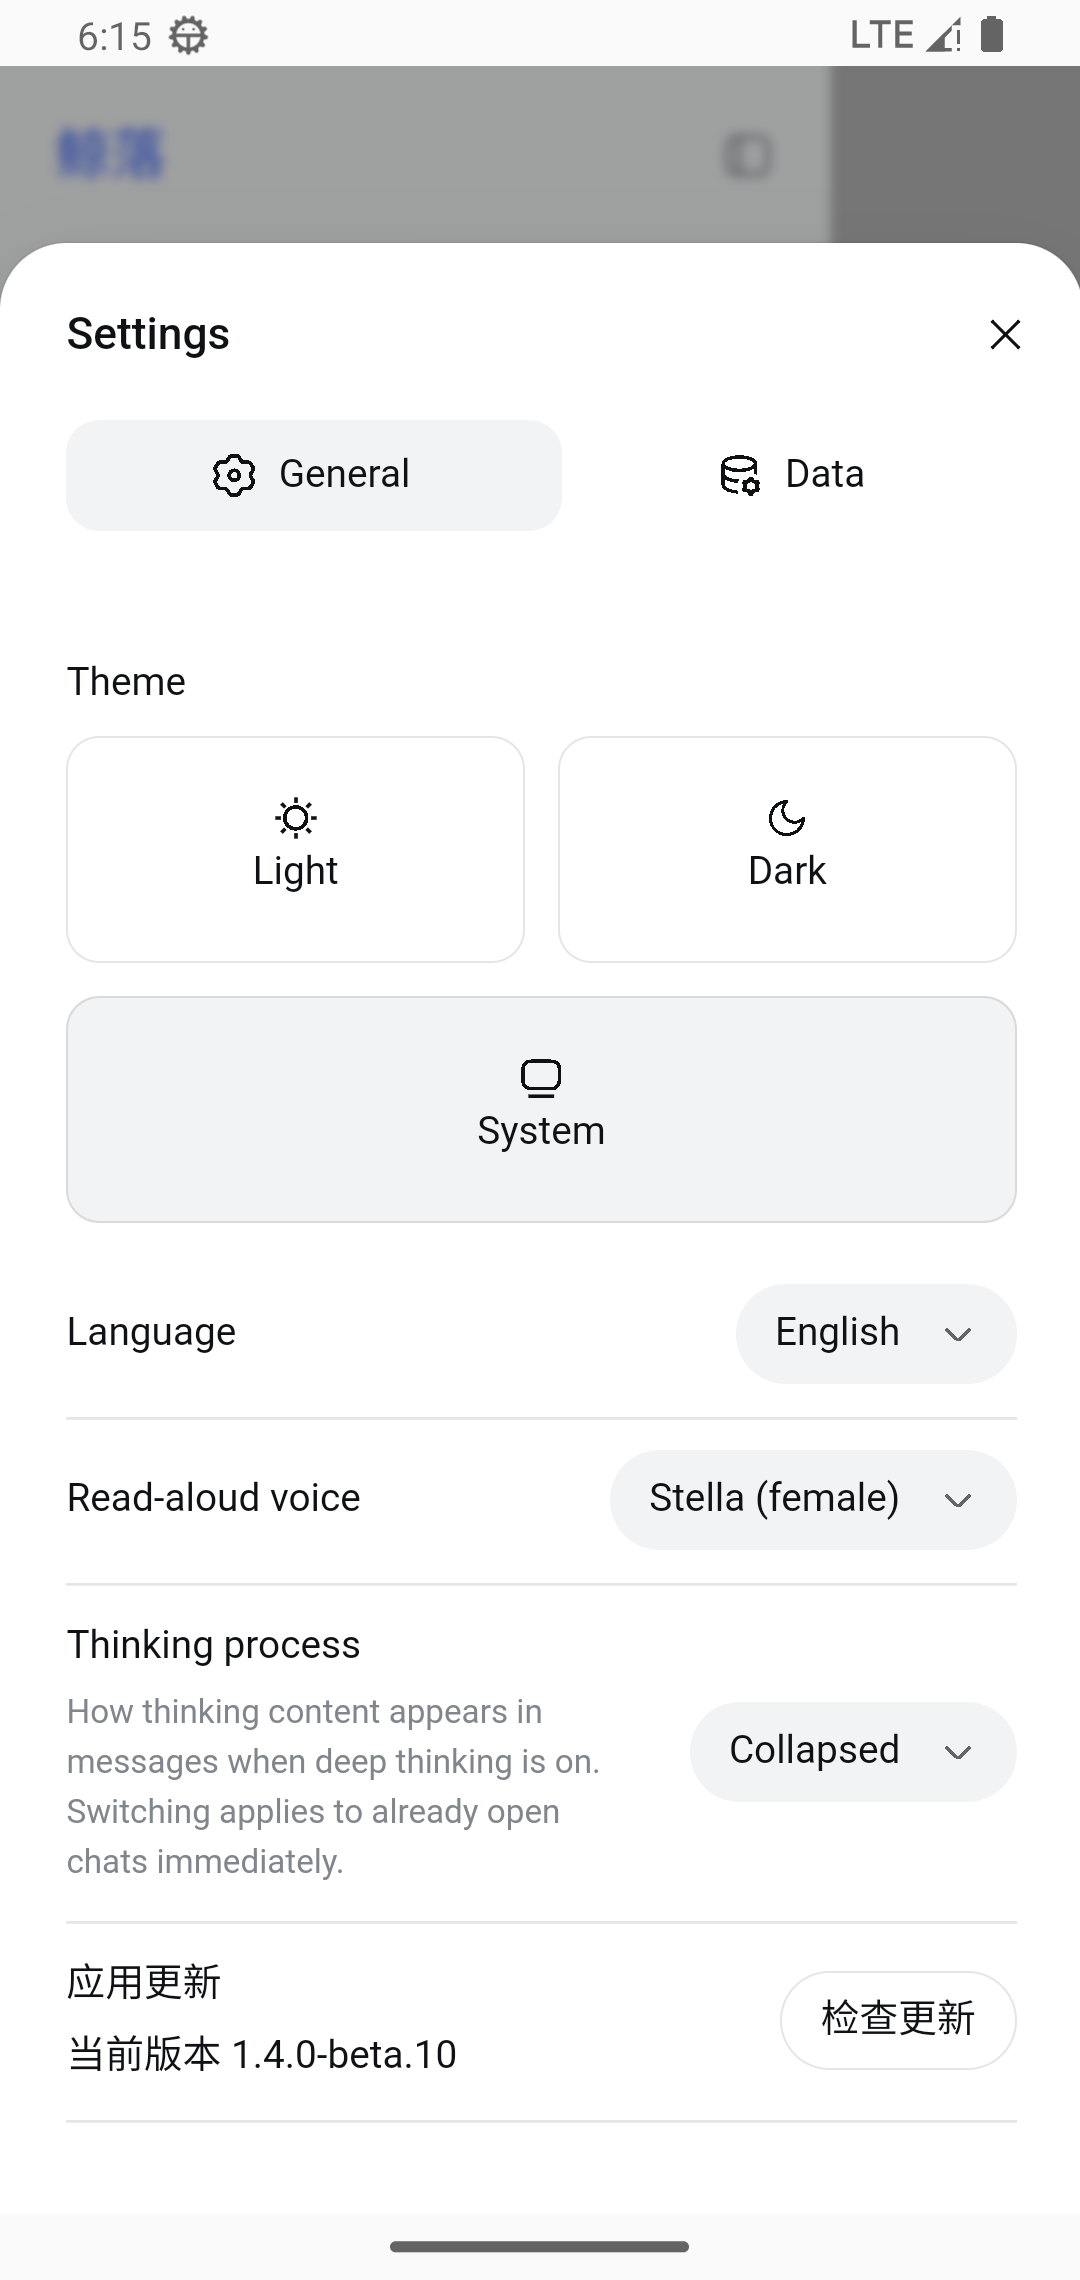 6:15
LTE
鲸落
Settings
General
Data
Theme
Light
Dark
System
Language
English
Read-aloud voice
Stella (female)
Thinking process
How thinking content appears in
messages when deep thinking is on.
Switching applies to already open
chats immediately.
Collapsed
应用更新
当前版本 1.4.0-beta.10
检查更新